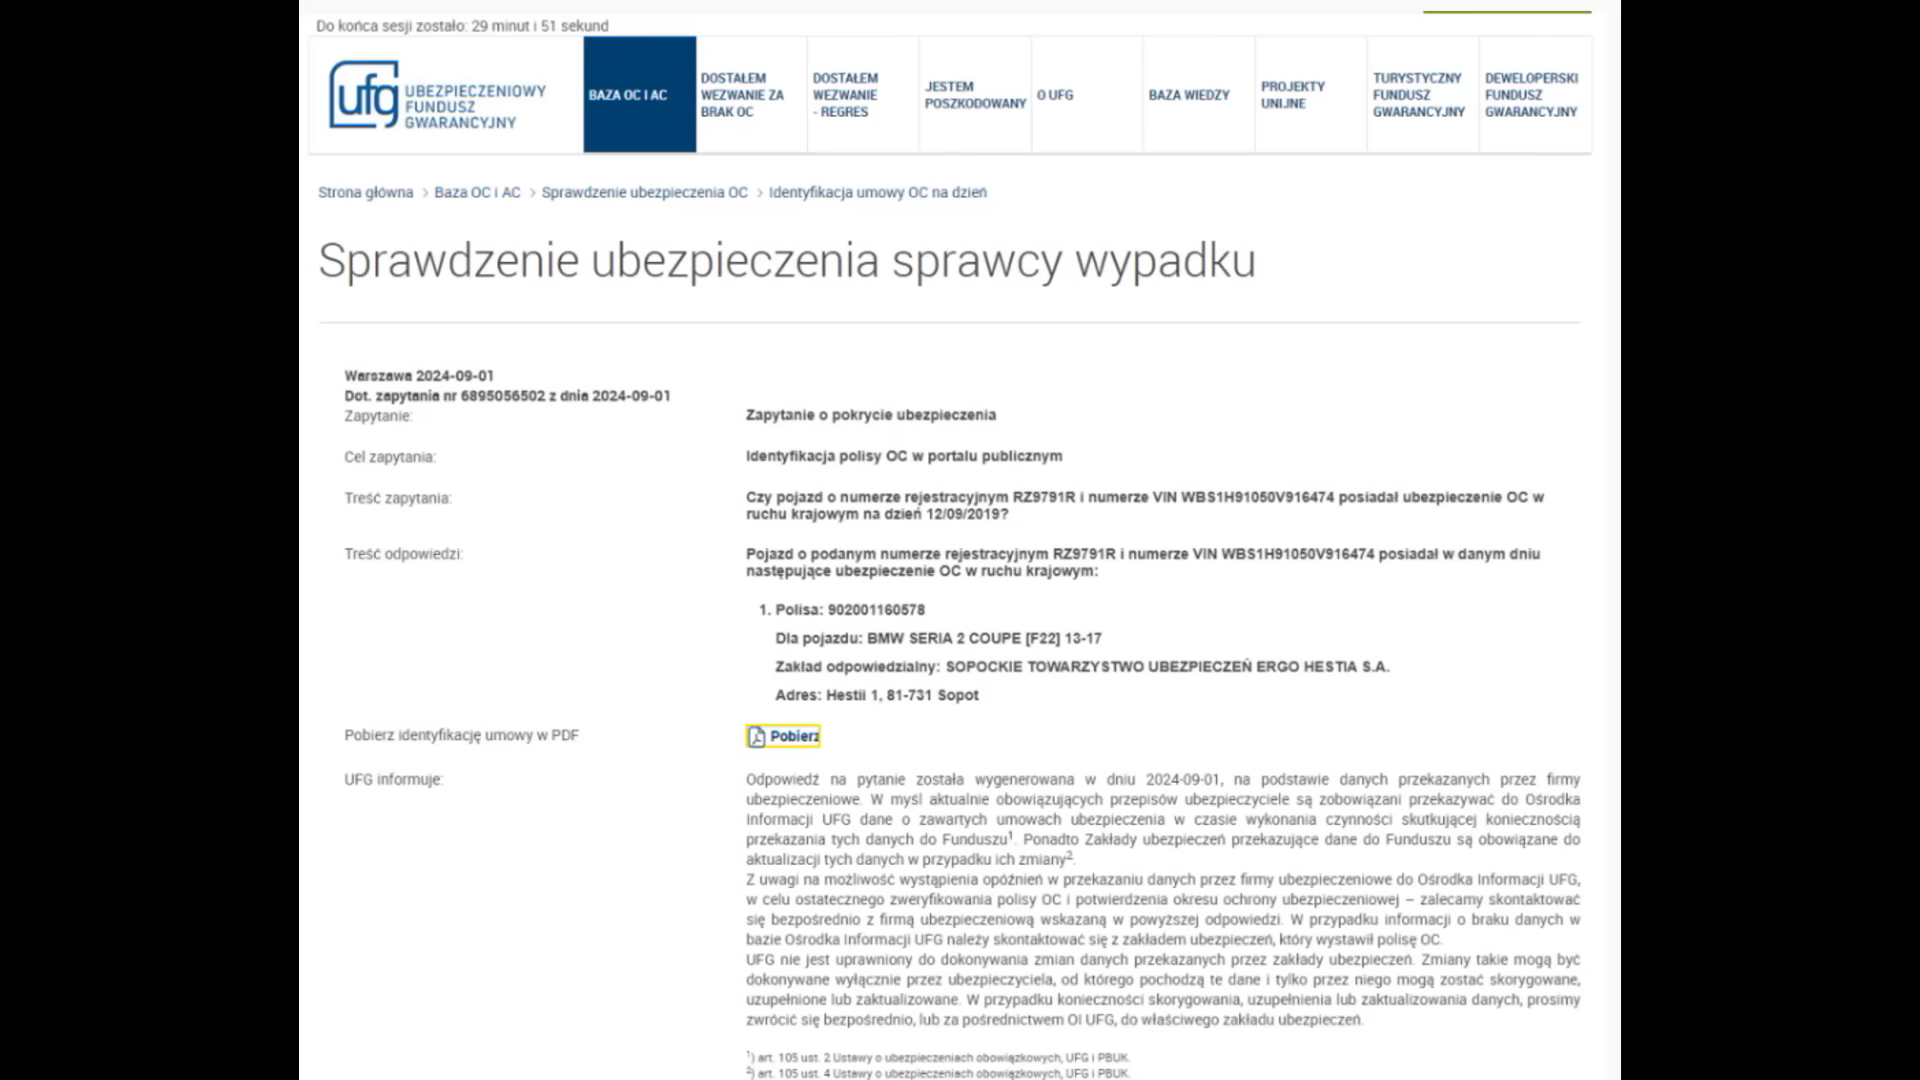 Do końca sesji zostało: 29 minut i 51 sekund
ufg UBEZPIECZENIOWY
FUNDUSZ
GWARANCYJNY
BAZA OC I AC
DOSTAŁEM
WEZWANIE ZA
BRAK OC
DOSTAŁEM
WEZWANIE
- REGRES
JESTEM
POSZKODOWANY
O UFG
BAZA WIEDZY
PROJEKTY
UNIJNE
TURYSTYCZNY
FUNDUSZ
GWARANCYJNY
DEWELOPERSKI
FUNDUSZ
GWARANCYJNY
Strona główna > Baza OC i AC > Sprawdzenie ubezpieczenia OC > Identyfikacja umowy OC na dzień
Sprawdzenie ubezpieczenia sprawcy wypadku
Warszawa 2024-09-01
Dot. zapytania nr 6895056502 z dnia 2024-09-01
Zapytanie: Zapytanie o pokrycie ubezpieczenia
Cel zapytania: Identyfikacja polisy OC w portalu publicznym
Treść zapytania: Czy pojazd o numerze rejestracyjnym RZ9791R i numerze VIN WBS1H91050V916474 posiadał ubezpieczenie OC w
ruchu krajowym na dzień 12/09/2019?
Treść odpowiedzi: Pojazd o podanym numerze rejestracyjnym RZ9791R i numerze VIN WBS1H91050V916474 posiadał w danym dniu
następujące ubezpieczenie OC w ruchu krajowym:
1. Polisa: 902001160578
Dla pojazdu: BMW SERIA 2 COUPE [F22] 13-17
Zakład odpowiedzialny: SOPOCKIE TOWARZYSTWO UBEZPIECZEŃ ERGO HESTIA S.A.
Adres: Hestii 1, 81-731 Sopot
Pobierz identyfikację umowy w PDF Pobierz
UFG informuje: Odpowiedź na pytanie została wygenerowana w dniu 2024-09-01, na podstawie danych przekazanych przez firmy
ubezpieczeniowe. W myśl aktualnie obowiązujących przepisów ubezpieczyciele są zobowiązani przekazywać do Ośrodka
Informacji UFG dane o zawartych umowach ubezpieczenia w czasie wykonania czynności skutkującej koniecznością
przekazania tych danych do Funduszu¹. Ponadto Zakłady ubezpieczeń przekazujące dane do Funduszu są obowiązane do
aktualizacji tych danych w przypadku ich zmiany².
Z uwagi na możliwość wystąpienia opóźnień w przekazaniu danych przez firmy ubezpieczeniowe do Ośrodka Informacji UFG,
w celu ostatecznego zweryfikowania polisy OC i potwierdzenia okresu ochrony ubezpieczeniowej – zalecamy skontaktować
się bezpośrednio z firmą ubezpieczeniową wskazaną w powyższej odpowiedzi. W przypadku informacji o braku danych w
bazie Ośrodka Informacji UFG należy skontaktować się z zakładem ubezpieczeń, który wystawił polisę OC.
UFG nie jest uprawniony do dokonywania zmian danych przekazanych przez zakłady ubezpieczeń. Zmiany takie mogą być
dokonywane wyłącznie przez ubezpieczyciela, od którego pochodzą te dane i tylko przez niego mogą zostać skorygowane,
uzupełnione lub zaktualizowane. W przypadku konieczności skorygowania, uzupełnienia lub zaktualizowania danych, prosimy
zwrócić się bezpośrednio, lub za pośrednictwem OI UFG, do właściwego zakładu ubezpieczeń.
¹) art. 105 ust. 2 Ustawy o ubezpieczeniach obowiązkowych, UFG i PBUK.
²) art. 105 ust. 4 Ustawy o ubezpieczeniach obowiązkowych, UFG i PBUK.